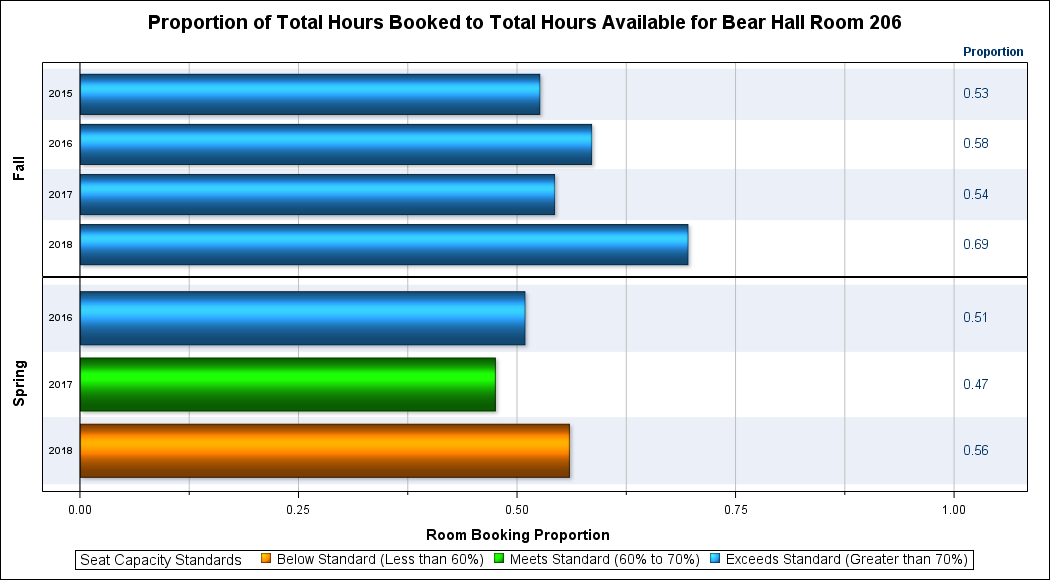 Proportion of Total Hours Booked to Total Hours Available for Bear Hall Room 206
Proportion
Fall
2015 0.53
2016 0.58
2017 0.54
2018 0.69
Spring
2016 0.51
2017 0.47
2018 0.56
0.00 0.25 0.50 0.75 1.00
Room Booking Proportion
Seat Capacity Standards Below Standard (Less than 60%) Meets Standard (60% to 70%) Exceeds Standard (Greater than 70%)